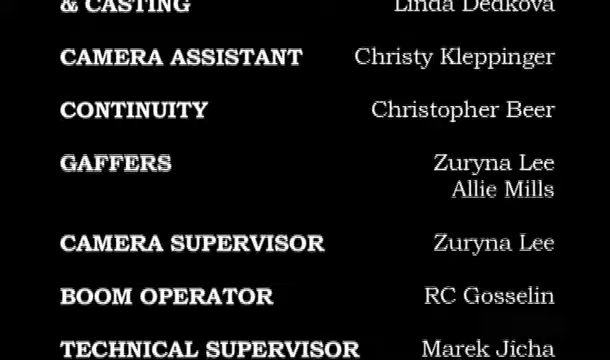 & CASTING Linda Dedkova
CAMERA ASSISTANT Christy Kleppinger
CONTINUITY Christopher Beer
GAFFERS Zuryna Lee
Allie Mills
CAMERA SUPERVISOR Zuryna Lee
BOOM OPERATOR RC Gosselin
TECHNICAL SUPERVISOR Marek Jicha